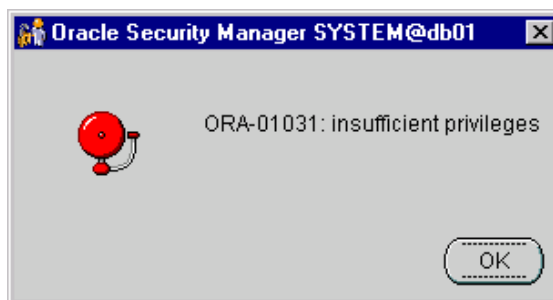 Oracle Security Manager SYSTEM@db01
ORA-01031: insufficient privileges
OK